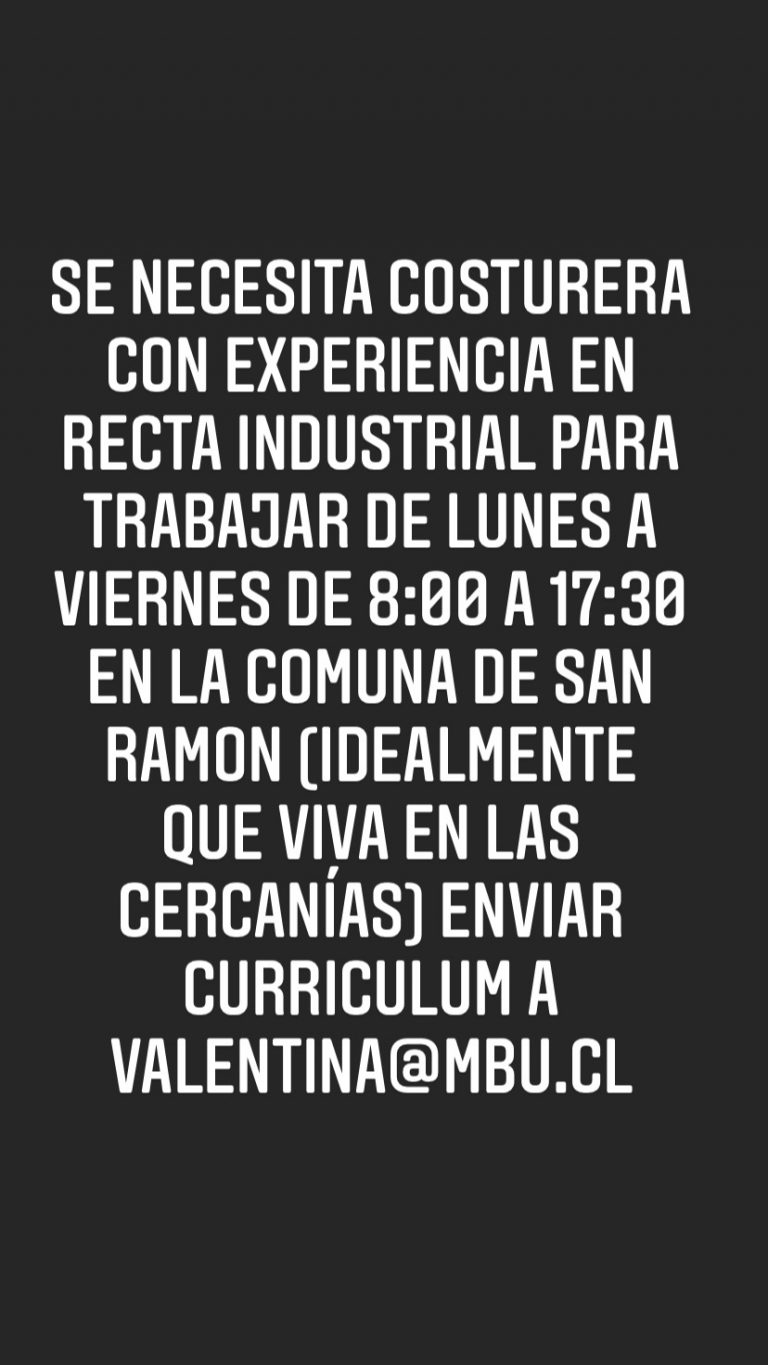 SE NECESITA COSTURERA
CON EXPERIENCIA EN
RECTA INDUSTRIAL PARA
TRABAJAR DE LUNES A
VIERNES DE 8:00 A 17:30
EN LA COMUNA DE SAN
RAMON (IDEALMENTE
QUE VIVA EN LAS
CERCANÍAS) ENVIAR
CURRICULUM A
VALENTINA@MBU.CL